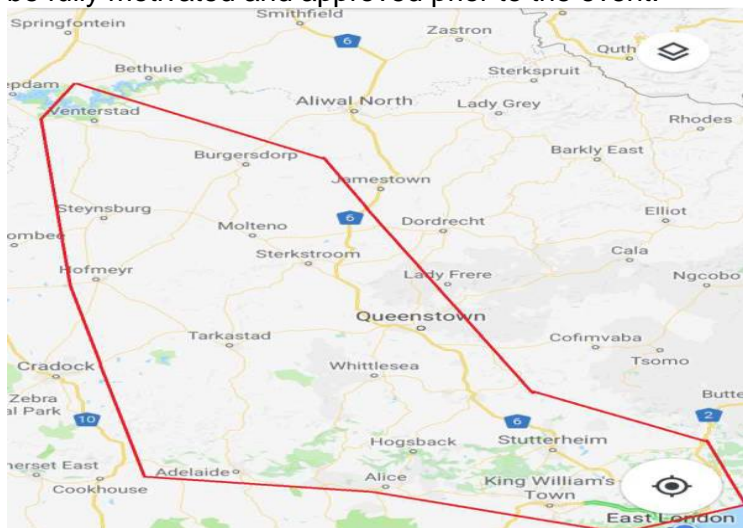 be fully motivated and approved prior to the event.
Smithfield
Springfontein
6
Zastron
Quth
Bethulie
Sterkspruit
epdam
Aliwal North
Lady Grey
Venterstad
Rhodes
Burgersdorp
Barkly East
Jamestown
Steynsburg
6
Elliot
Molteno
Dordrecht
ombee
Sterkstroom
Cala
Hofmeyr
Lady Frere
Ngcobo
Queenstown
Tarkastad
Cofimvaba
Tsomo
Cradock
Whittlesea
Zebra
al Park
Butte
10
6
2
Hogsback
Stutterheim
nerset East
Adelaide
Alice
King William's
Town
Cookhouse
East London